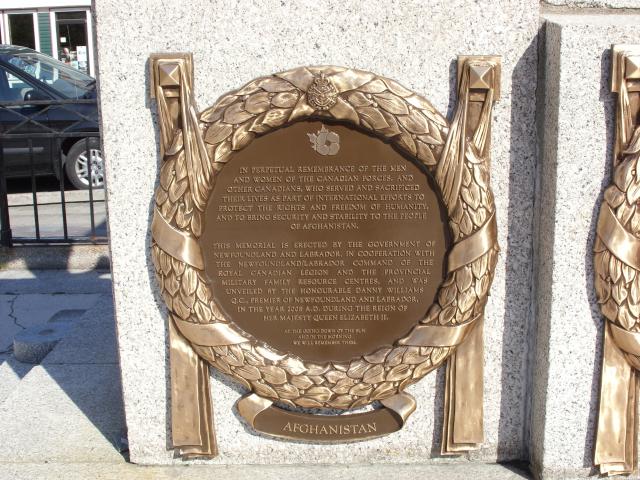 IN PERPETUAL REMEMBRANCE OF THE MEN
AND WOMEN OF THE CANADIAN FORCES, AND
OTHER CANADIANS, WHO SERVED AND SACRIFICED
THEIR LIVES AS PART OF INTERNATIONAL EFFORTS TO
PROTECT THE RIGHTS AND FREEDOM OF HUMANITY,
AND TO BRING SECURITY AND STABILITY TO THE PEOPLE
OF AFGHANISTAN.
THIS MEMORIAL IS ERECTED BY THE GOVERNMENT OF
NEWFOUNDLAND AND LABRADOR, IN COOPERATION WITH
THE NEWFOUNDLAND/LABRADOR COMMAND OF THE
ROYAL CANADIAN LEGION AND THE PROVINCIAL
MILITARY FAMILY RESOURCE CENTRES, AND WAS
UNVEILED BY THE HONOURABLE DANNY WILLIAMS
Q.C., PREMIER OF NEWFOUNDLAND AND LABRADOR,
IN THE YEAR 2008 A.D. DURING THE REIGN OF
HER MAJESTY QUEEN ELIZABETH II.
AT THE GOING DOWN OF THE SUN
AND IN THE MORNING
WE WILL REMEMBER THEM.
AFGHANISTAN